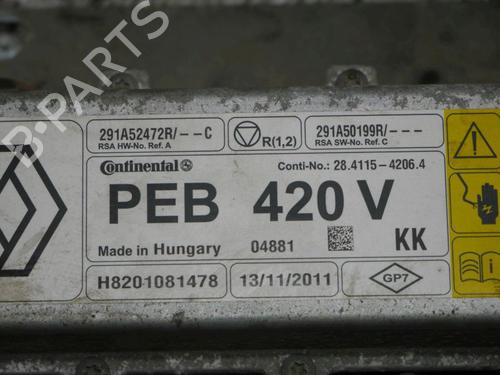 B-PARTS
291A52472R/--C
RSA HW-No. Ref. A
R(1,2)
291A50199R/---
RSA SW-No. Ref. C
Continental
Conti-No.: 28.4115-4206.4
PEB 420 V
Made in Hungary
04881
KK
H8201081478
13/11/2011
GP7